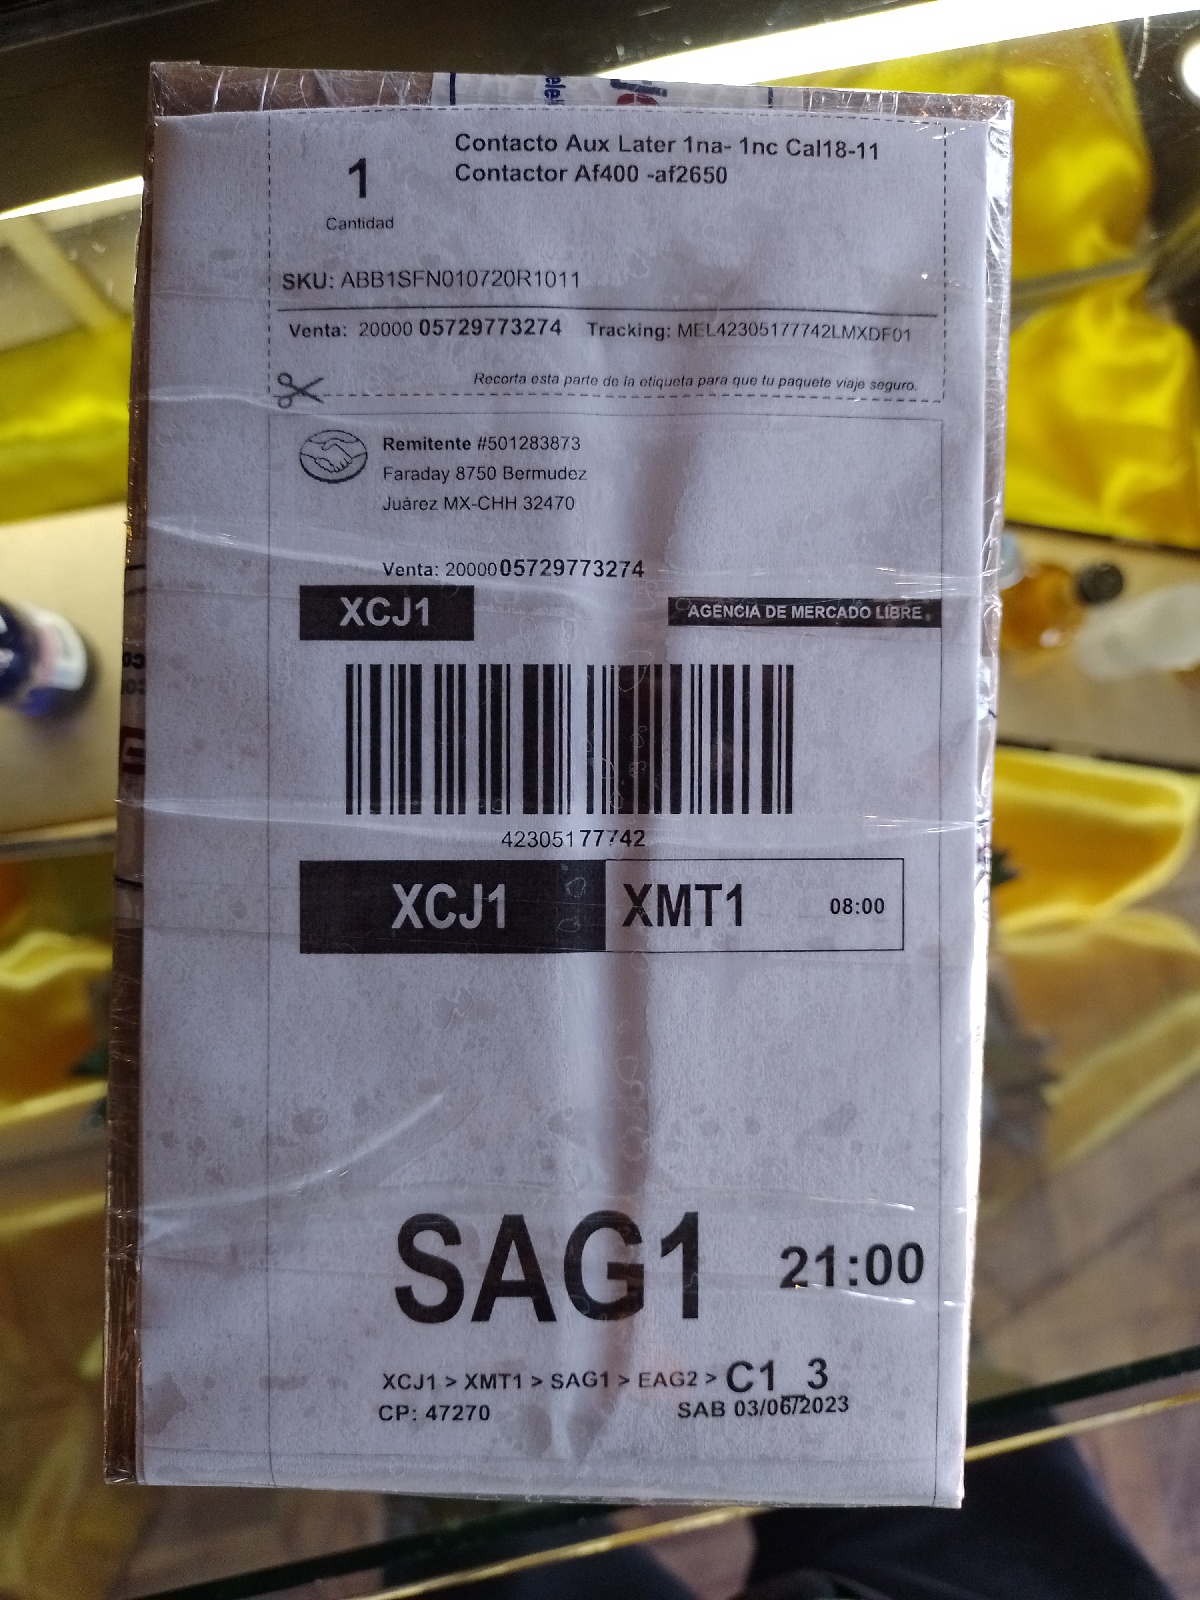 1
Cantidad
Contacto Aux Later 1na- 1nc Cal18-11
Contactor Af400 -af2650
SKU: ABB1SFN010720R1011
Venta: 20000 05729773274 Tracking: MEL42305177742LMXDF01
Recorta esta parte de la etiqueta para que tu paquete viaje seguro.
Remitente #501283873
Faraday 8750 Bermudez
Juárez MX-CHH 32470
Venta: 20000 05729773274
XCJ1
AGENCIA DE MERCADO LIBRE.
42305177742
XCJ1 XMT1 08:00
SAG1 21:00
XCJ1 > XMT1 > SAG1 > EAG2 > C1_3
CP: 47270 SAB 03/06/2023